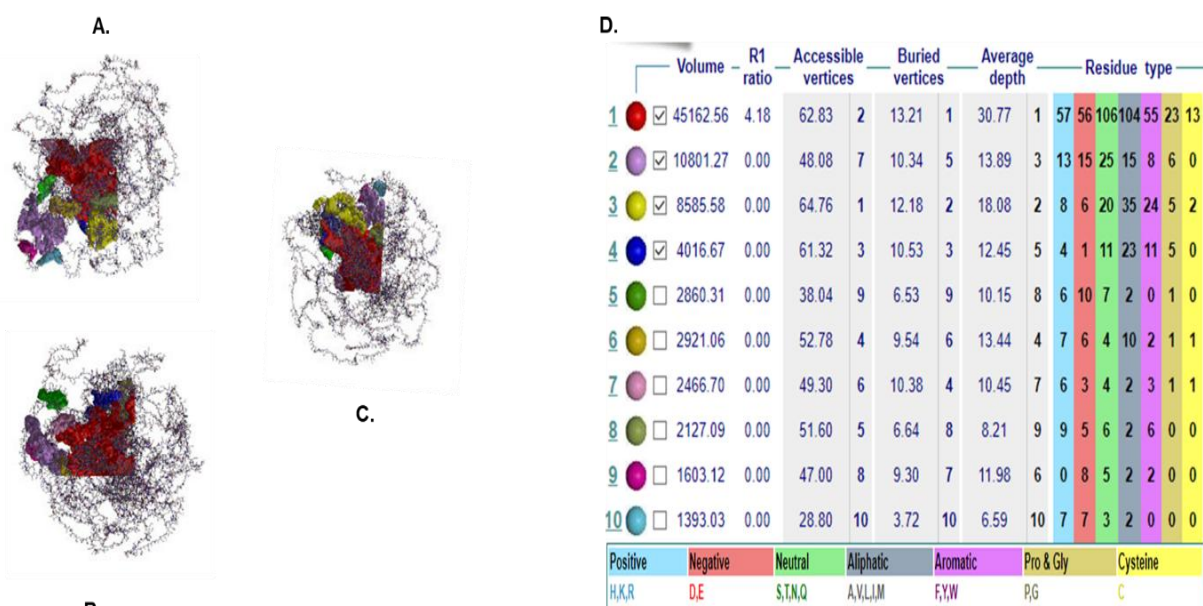 A.
C.
B.
D.
Volume R1 ratio Accessible vertices Buried vertices Average depth Residue type
1 45162.56 4.18 62.83 2 13.21 1 30.77 1 57 56 106 104 55 23 13
2 10801.27 0.00 48.08 7 10.34 5 13.89 3 13 15 25 15 8 6 0
3 8585.58 0.00 64.76 1 12.18 2 18.08 2 8 6 20 35 24 5 2
4 4016.67 0.00 61.32 3 10.53 3 12.45 5 4 1 11 23 11 5 0
5 2860.31 0.00 38.04 9 6.53 9 10.15 8 6 10 7 2 0 1 0
6 2921.06 0.00 52.78 4 9.54 6 13.44 4 7 6 4 10 2 1 1
7 2466.70 0.00 49.30 6 10.38 4 10.45 7 6 3 4 2 3 1 1
8 2127.09 0.00 51.60 5 6.64 8 8.21 9 9 5 6 2 6 0 0
9 1603.12 0.00 47.00 8 9.30 7 11.98 6 0 8 5 2 2 0 0
10 1393.03 0.00 28.80 10 3.72 10 6.59 10 7 7 3 2 0 0 0
Positive Negative Neutral Aliphatic Aromatic Pro & Gly Cysteine
H,K,R D,E S,T,N,Q A,V,L,I,M F,Y,W P,G C